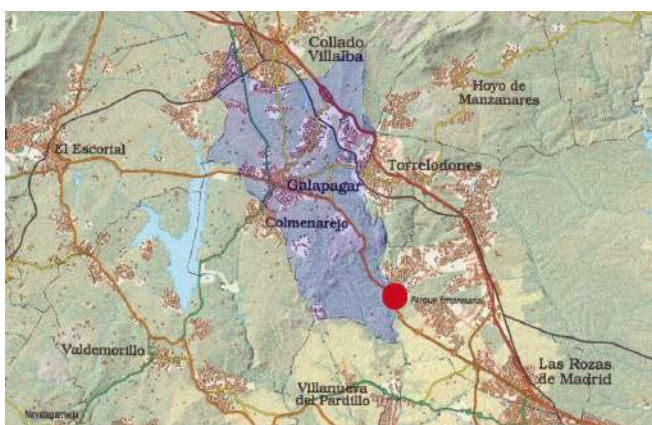 Collado
Villalba
Hoyo de
Manzanares
El Escorial
Torrelodones
Galapagar
Colmenarejo
Parque Empresarial
Valdemorillo
Las Rozas
de Madrid
Villanueva
del Pardillo
Navalagamella